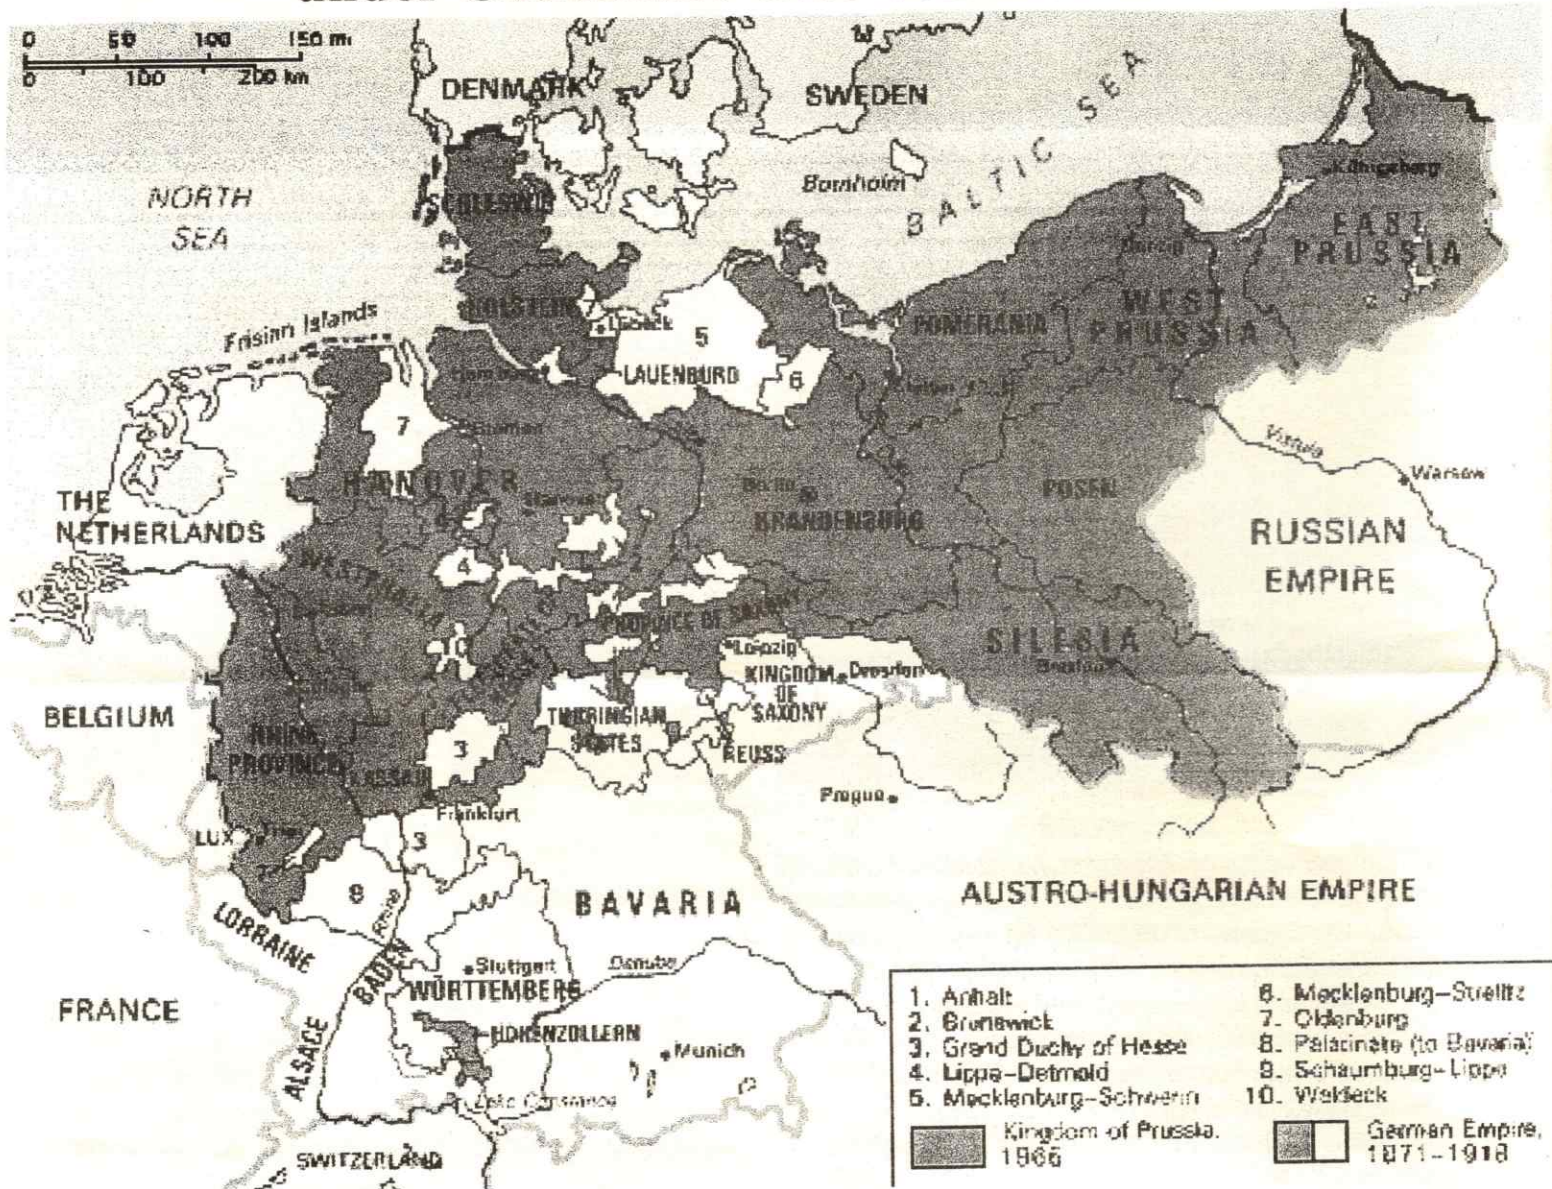 0 50 100 150 mi
0 100 200 km
DENMARK
SWEDEN
BALTIC SEA
Bornholm
NORTH
SEA
Königsberg
SCHLESWIG
EAST
PRUSSIA
Danzig
HOLSTEIN
7
Lübeck
Frisian Islands
5
POMERANIA
WEST
PRUSSIA
Hamburg
LAUENBURG
6
7
Bremen
Vistula
Warsaw
HANOVER
Hanover
Berlin
POSEN
THE
NETHERLANDS
BRANDENBURG
RUSSIAN
EMPIRE
WESTPHALIA
4
PROVINCE OF SAXONY
10
SILESIA
Breslau
Leipzig
KINGDOM
OF
SAXONY
Dresden
Cologne
BELGIUM
THURINGIAN
STATES
RHINE
PROVINCE
3
REUSS
NASSAU
Prague
Frankfurt
LUX
Trier
3
8
Rhine
BAVARIA
AUSTRO-HUNGARIAN EMPIRE
LORRAINE
BADEN
Stuttgart
Danube
WÜRTTEMBERG
FRANCE
HOHENZOLLERN
ALSACE
Munich
Lake Constance
SWITZERLAND
1. Anhalt
2. Brunswick
3. Grand Duchy of Hesse
4. Lippe-Detmold
5. Mecklenburg-Schwerin
6. Mecklenburg-Strelitz
7. Oldenburg
8. Palatinate (to Bavaria)
9. Schaumburg-Lippe
10. Waldeck
Kingdom of Prussia,
1866
German Empire,
1871-1918